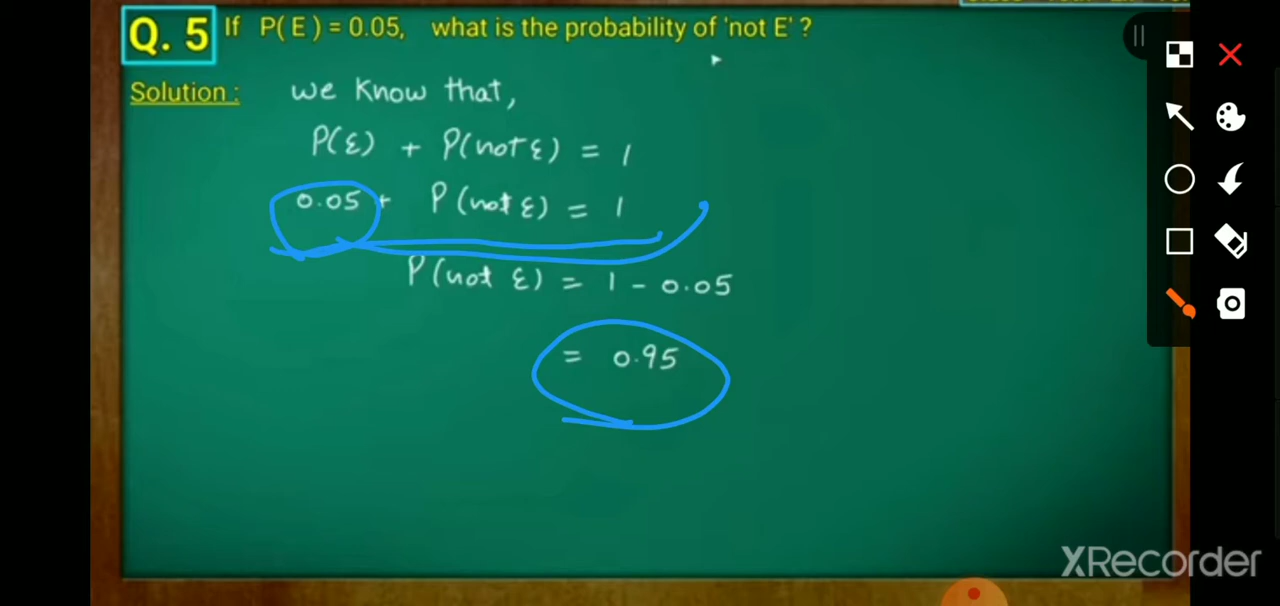 Q. 5 If P(E) = 0.05, what is the probability of 'not E' ?
Solution : we know that,
P(E) + P(not E) = 1
0.05 + P(not E) = 1
P(not E) = 1 - 0.05
= 0.95
XRecorder